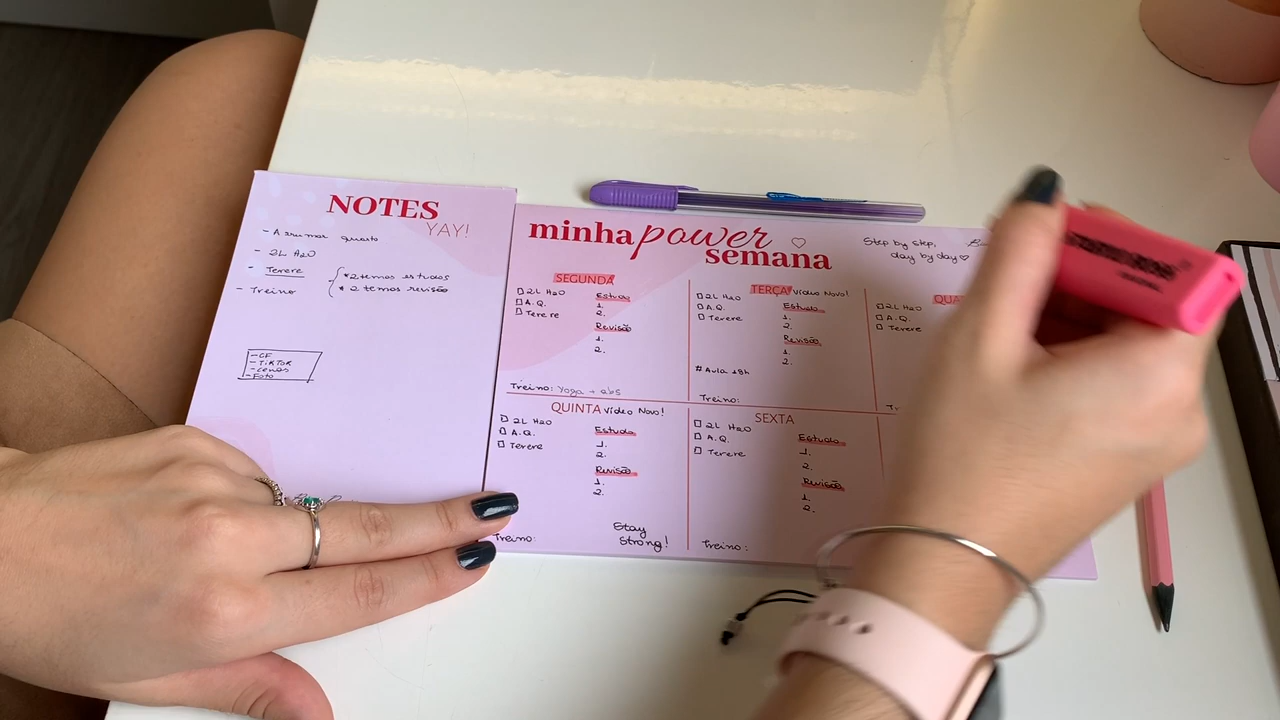 NOTES
YAY!
- Arrumar quarto
- 2L H2O
- Terere
- Treino
*2 temas estudos
* 2 temas revisão
- CF
- TikTok
- cenas
- Foto
minha power
semana
Step by step,
day by day
SEGUNDA
2L H2O
A.Q.
Terere
Estudo
1.
2.
Revisão
1.
2.
Treino: Yoga + abs
TERÇA Vídeo Novo!
2L H2O
A.Q.
Terere
Estudo
1.
2.
Revisão
1.
2.
# Aula 18h
Treino:
QUA
2L H2O
A.Q.
Terere
QUINTA Vídeo Novo!
2L H2O
A.Q.
Terere
Estudo
1.
2.
Revisão
1.
2.
Stay
Strong!
Treino:
SEXTA
2L H2O
A.Q.
Terere
Estudo
1.
2.
Revisão
1.
2.
Treino: